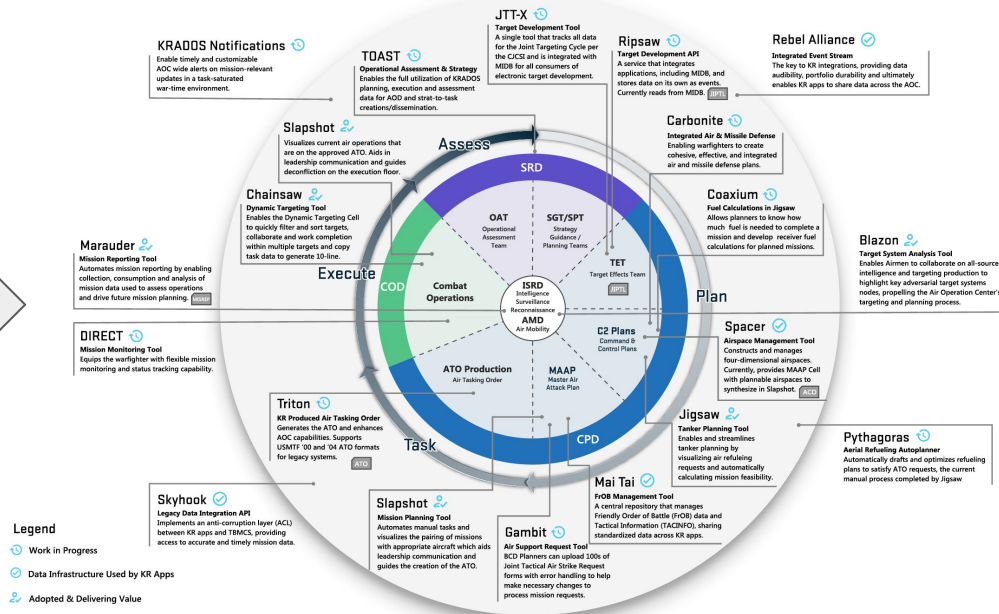 KRADOS Notifications
Enable timely and customizable
AOC wide alerts on mission-relevant
updates in a task-saturated
war-time environment.
TOAST
Operational Assessment & Strategy
Enables the full utilization of KRADOS
planning, execution and assessment
data for AOD and strat-to-task
creations/dissemination.
JTT-X
Target Development Tool
A single tool that tracks all data
for the Joint Targeting Cycle per
the CJCSI and is integrated with
MIDB for all consumers of
electronic target development.
Ripsaw
Target Development API
A service that integrates
applications, including MIDB, and
stores data on its own as events.
Currently reads from MIDB.
JIPTL
Rebel Alliance
Integrated Event Stream
The key to KR integrations, providing data
audibility, portfolio durability and ultimately
enables KR apps to share data across the AOC.
Slapshot
Visualizes current air operations that
are on the approved ATO. Aids in
leadership communication and guides
deconfliction on the execution floor.
Carbonite
Integrated Air & Missile Defense
Enabling warfighters to create
cohesive, effective, and integrated
air and missile defense plans.
Chainsaw
Dynamic Targeting Tool
Enables the Dynamic Targeting Cell
to quickly filter and sort targets,
collaborate and work completion
within multiple targets and copy
task data to generate 10-line.
Coaxium
Fuel Calculations in Jigsaw
Allows planners to know how
much fuel is needed to complete a
mission and develop receiver fuel
calculations for planned missions.
Marauder
Mission Reporting Tool
Automates mission reporting by enabling
collection, consumption and analysis of
mission data used to assess operations
and drive future mission planning.
MISREP
Blazon
Target System Analysis Tool
Enables Airmen to collaborate on all-source
intelligence and targeting production to
highlight key adversarial target systems
nodes, propelling the Air Operation Center's
targeting and planning process.
DIRECT
Mission Monitoring Tool
Equips the warfighter with flexible mission
monitoring and status tracking capability.
Spacer
Airspace Management Tool
Constructs and manages
four-dimensional airspaces.
Currently, provides MAAP Cell
with plannable airspaces to
synthesize in Slapshot.
ACO
Assess
Plan
Task
Execute
SRD
CPD
COD
OAT
Operational
Assessment
Team
SGT/SPT
Strategy
Guidance /
Planning Teams
TET
Target Effects Team
JIPTL
Combat
Operations
ISRD
Intelligence
Surveillance
Reconnaissance
AMD
Air Mobility
C2 Plans
Command &
Control Plans
ATO Production
Air Tasking Order
MAAP
Master Air
Attack Plan
Triton
KR Produced Air Tasking Order
Generates the ATO and enhances
AOC capabilities. Supports
USMTF '00 and '04 ATO formats
for legacy systems.
ATO
Jigsaw
Tanker Planning Tool
Enables and streamlines
tanker planning by
visualizing air refuleing
requests and automatically
calculating mission feasibility.
Pythagoras
Aerial Refueling Autoplanner
Automatically drafts and optimizes refueling
plans to satisfy ATO requests, the current
manual process completed by Jigsaw
Skyhook
Legacy Data Integration API
Implements an anti-corruption layer (ACL)
between KR apps and TBMCS, providing
access to accurate and timely mission data.
Slapshot
Mission Planning Tool
Automates manual tasks and
visualizes the pairing of missions
with appropriate aircraft which aids
leadership communication and
guides the creation of the ATO.
Gambit
Air Support Request Tool
BCD Planners can upload 100s of
Joint Tactical Air Strike Request
forms with error handling to help
make necessary changes to
process mission requests.
Mai Tai
FrOB Management Tool
A central repository that manages
Friendly Order of Battle (FrOB) data and
Tactical Information (TACINFO), sharing
standardized data across KR apps.
Legend
Work in Progress
Data Infrastructure Used by KR Apps
Adopted & Delivering Value